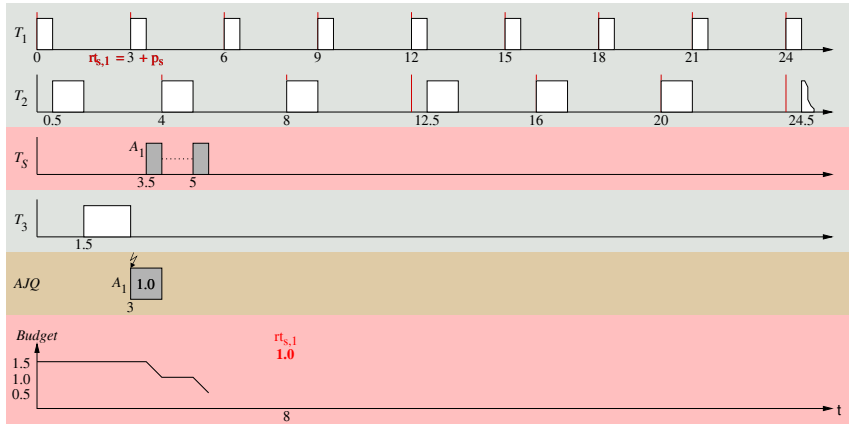 T1
0 3 6 9 12 15 18 21 24
rts,1 = 3 + ps
T2
0.5 4 8 12.5 16 20 24.5
TS
A1
3.5 5
T3
1.5
AJQ
A1 1.0
3
Budget
rts,1
1.0
1.5
1.0
0.5
8
t